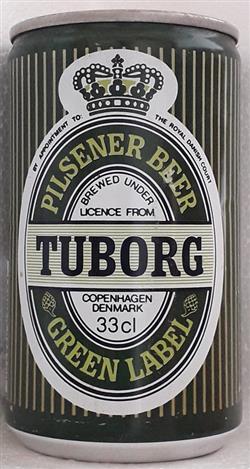 BY APPOINTMENT TO THE ROYAL DANISH COURT
PILSENER BEER
BREWED UNDER
LICENCE FROM
TUBORG
COPENHAGEN
DENMARK
33cl
GREEN LABEL